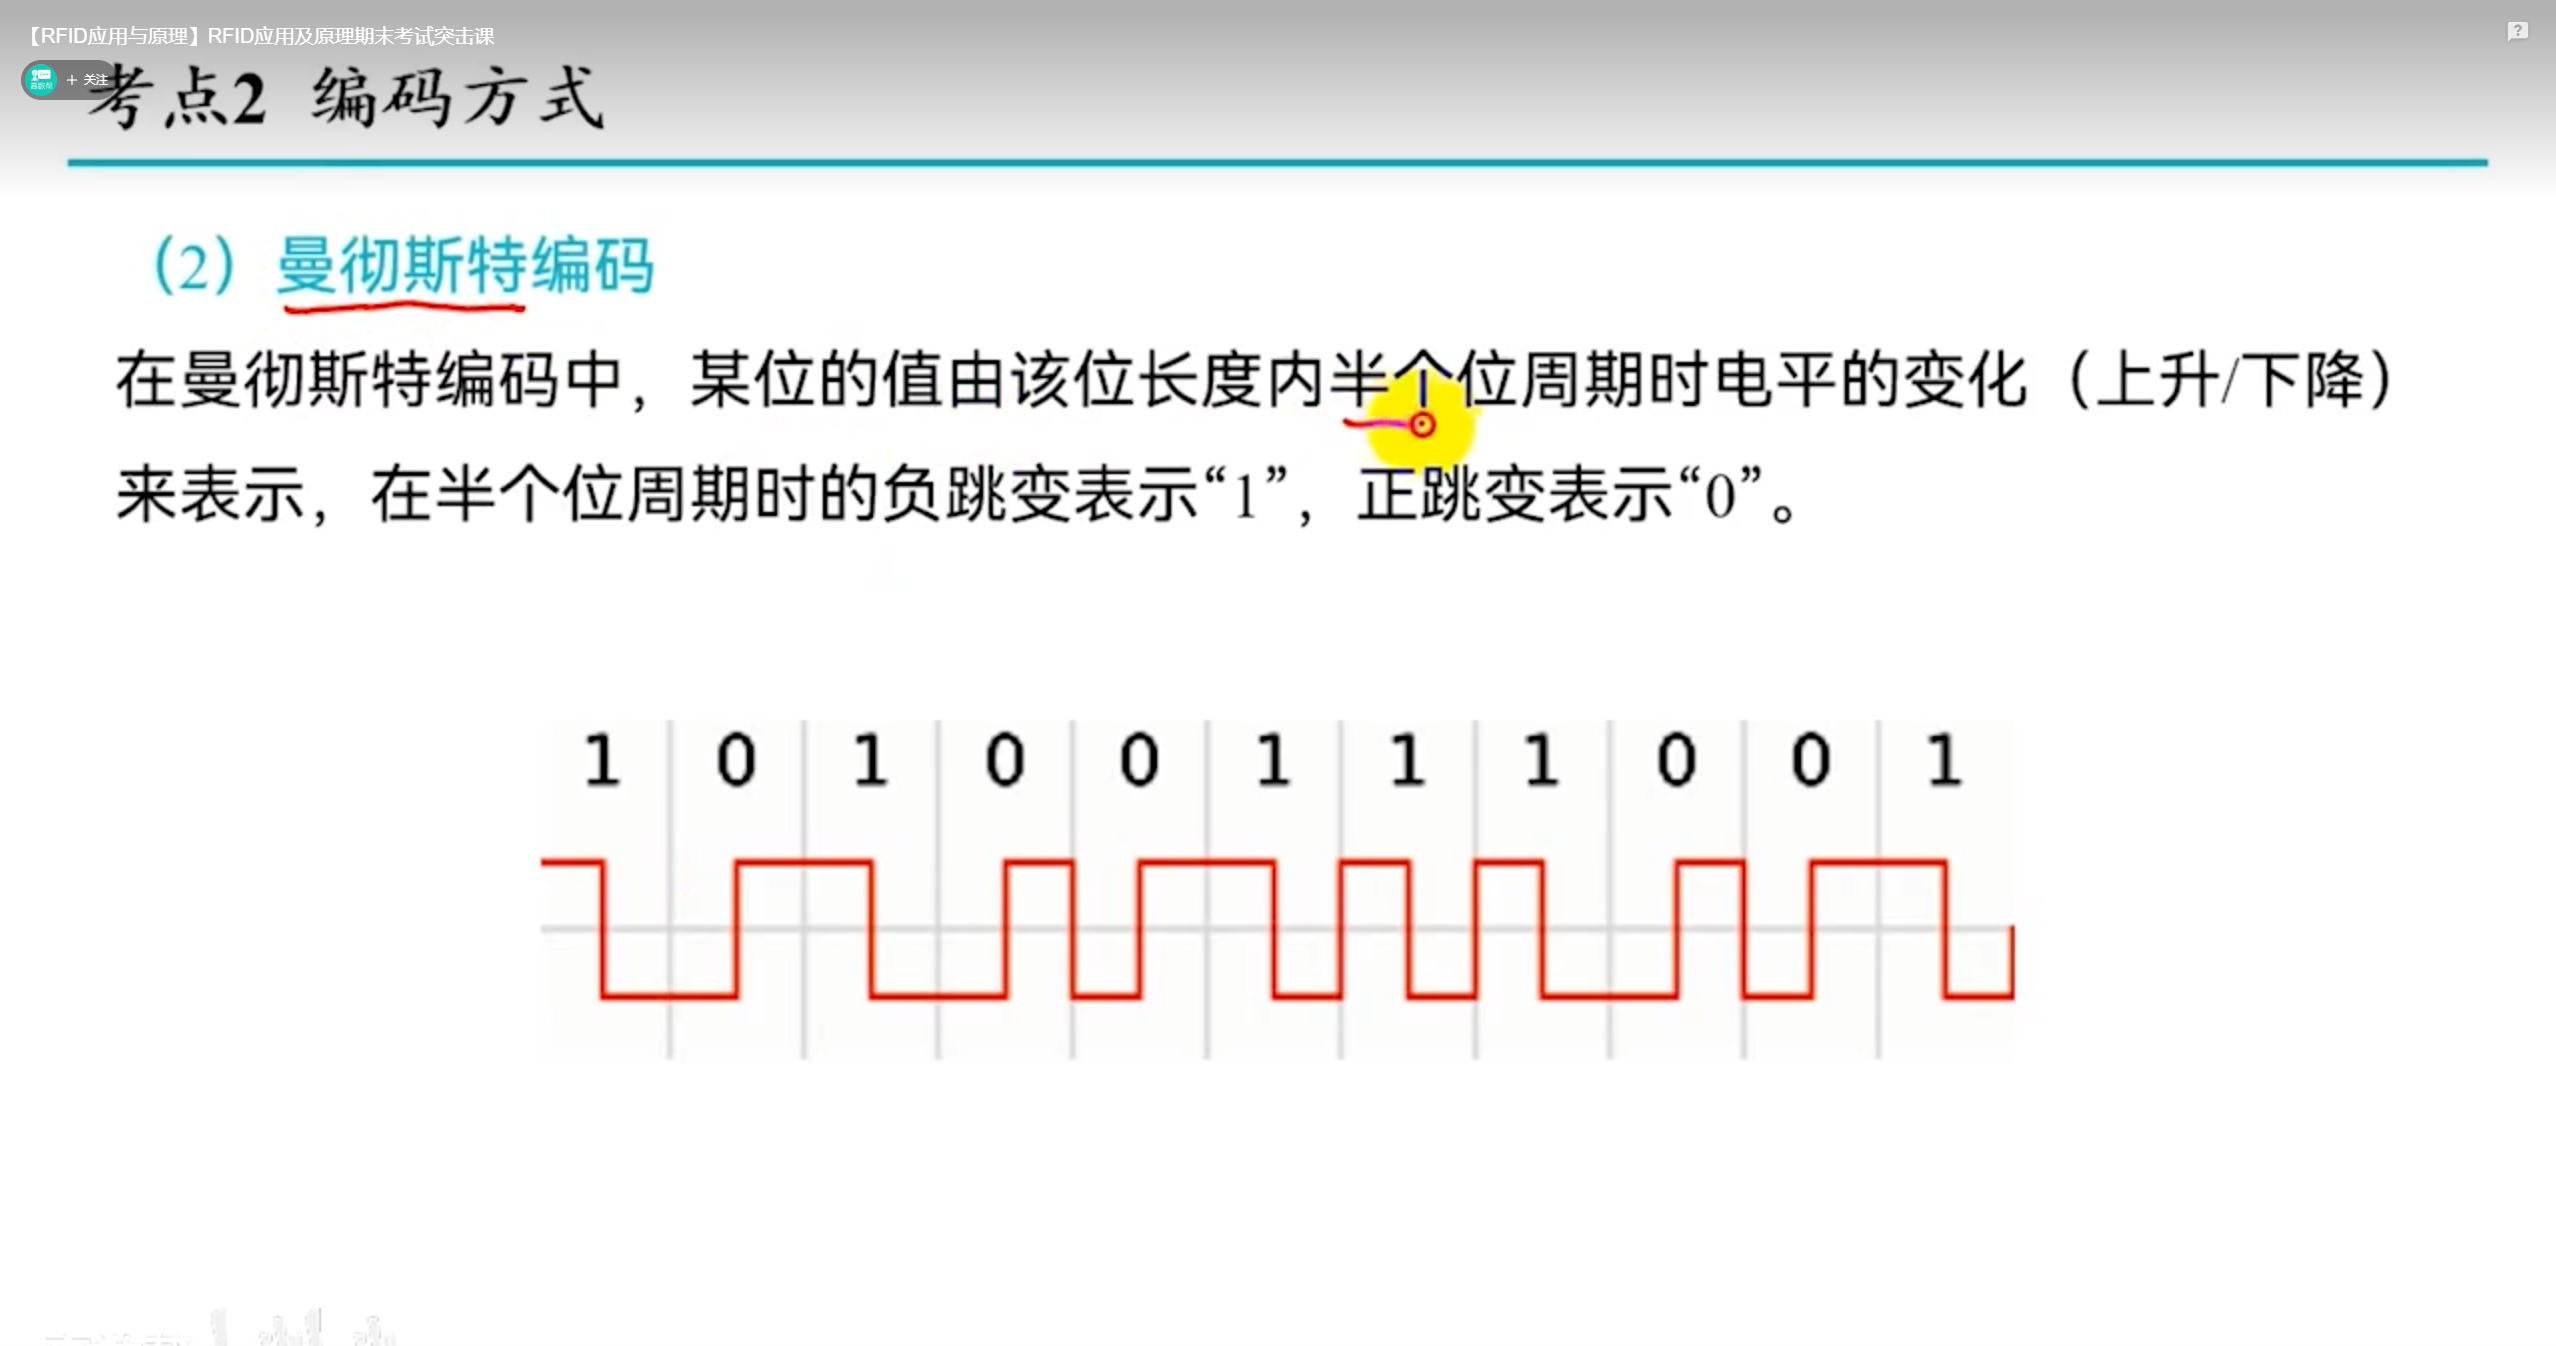 【RFID应用与原理】RFID应用及原理期末考试突击课
+ 关注
考点2 编码方式
（2）曼彻斯特编码
在曼彻斯特编码中，某位的值由该位长度内半个位周期时电平的变化（上升/下降）
来表示，在半个位周期时的负跳变表示“1”，正跳变表示“0”。
1 0 1 0 0 1 1 1 0 0 1